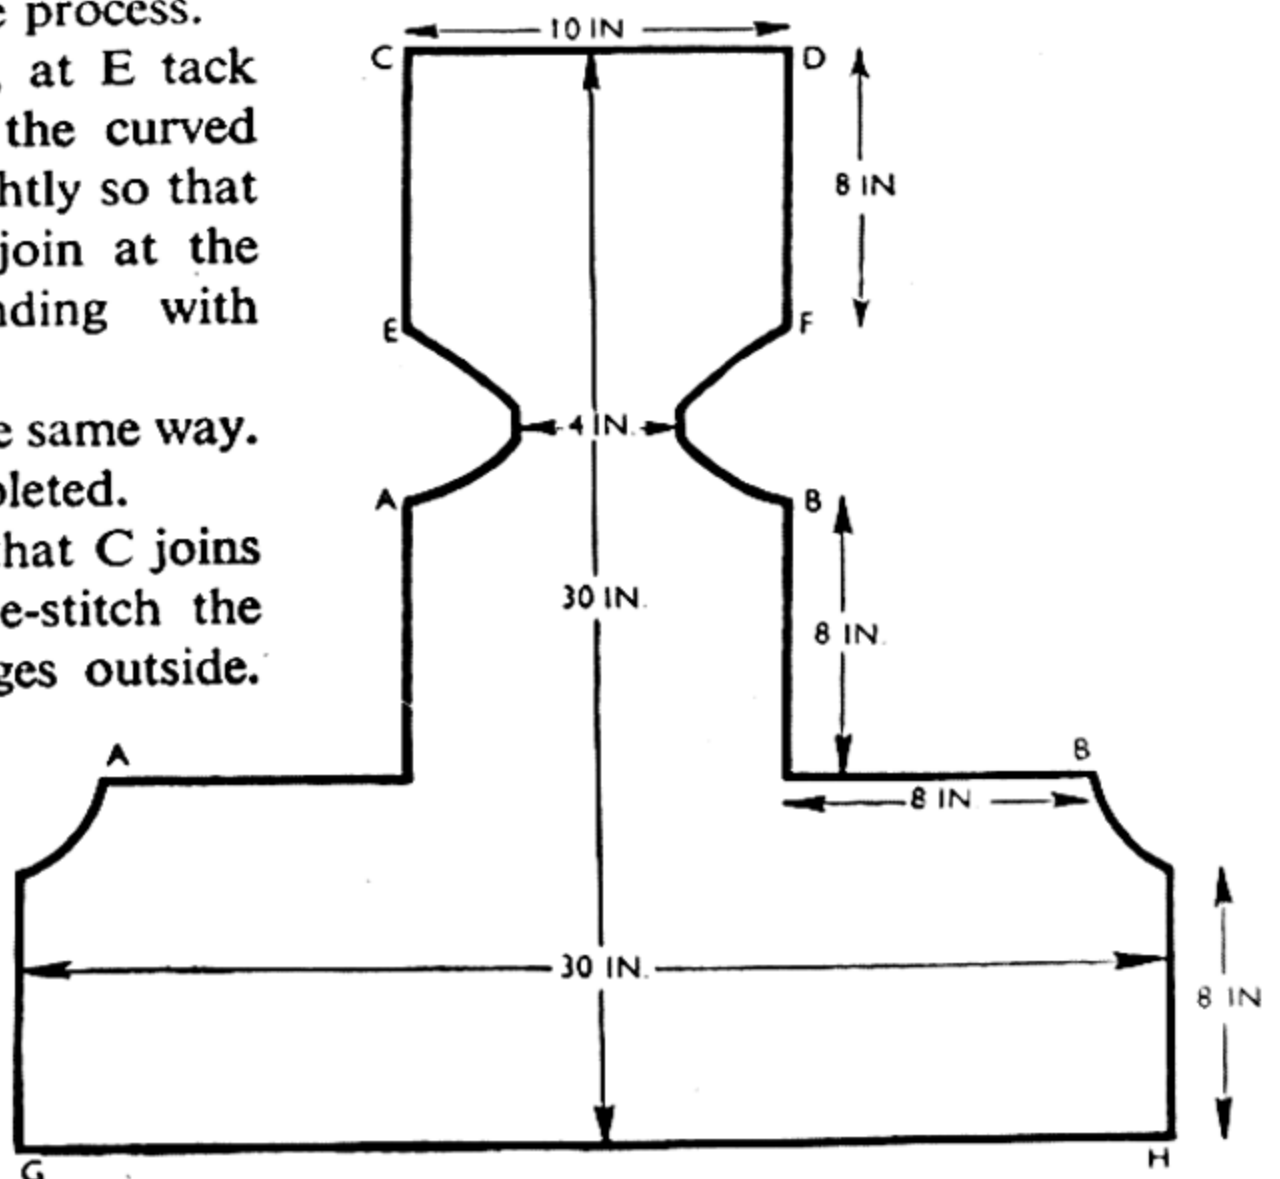 e process.
, at E tack
the curved
htly so that
join at the
nding with
e same way.
pleted.
hat C joins
e-stitch the
ges outside.
10 IN
C
D
8 IN
E
F
4 IN.
A
B
30 IN.
8 IN.
A
B
8 IN
30 IN.
8 IN
G
H